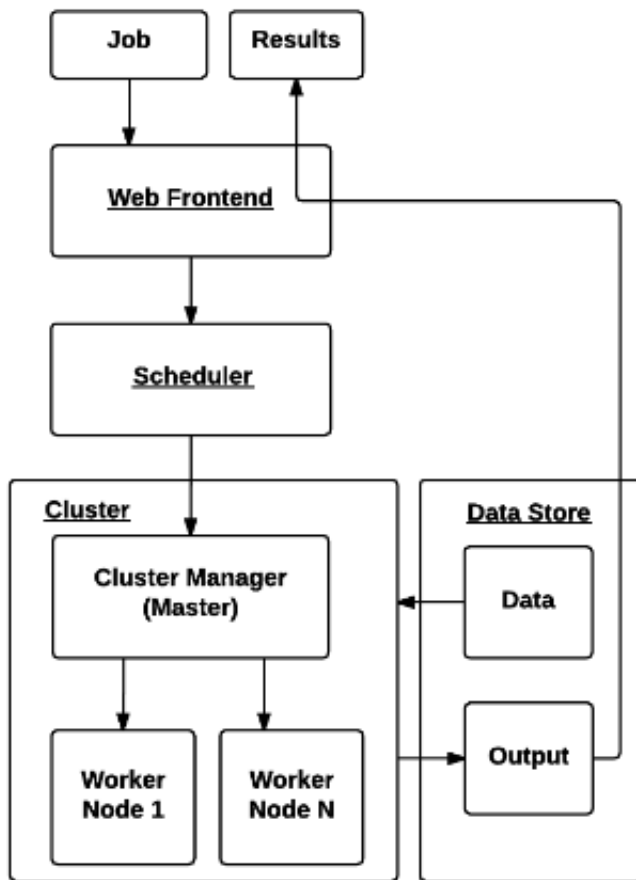 Job
Results
Web Frontend
Scheduler
Cluster
Data Store
Cluster Manager
(Master)
Data
Worker
Node 1
Worker
Node N
Output